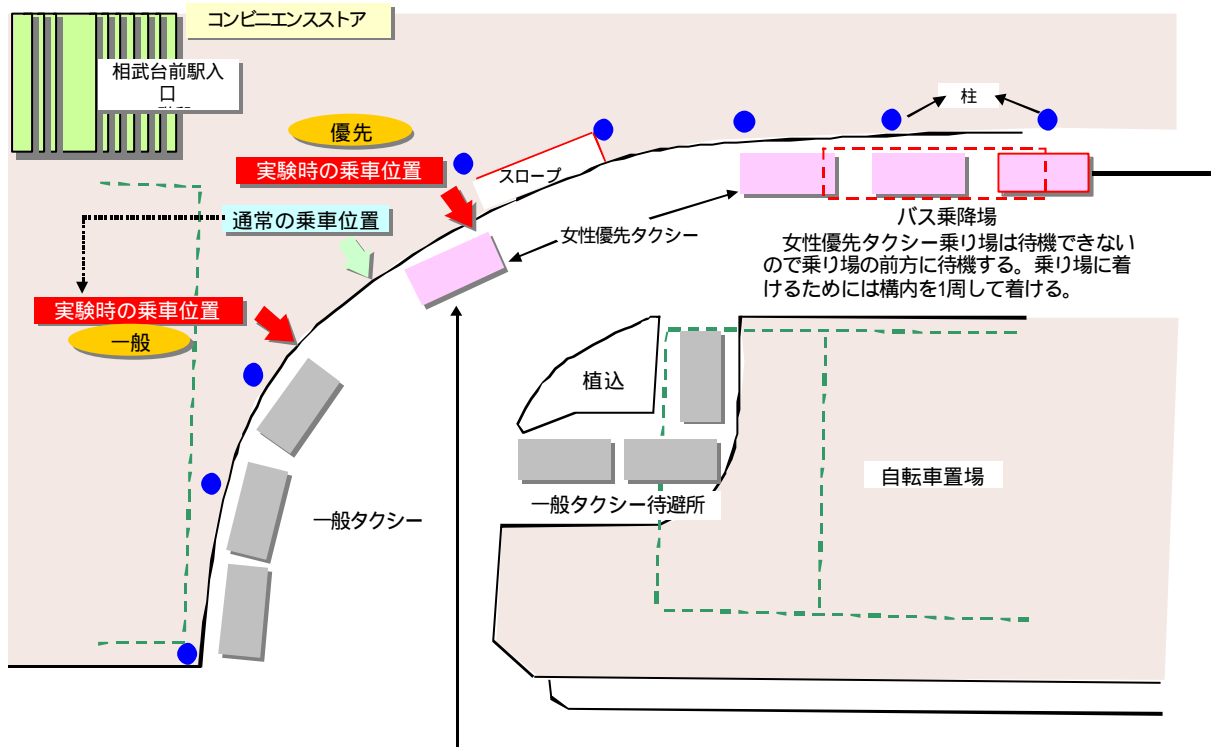 コンビニエンスストア
相武台前駅入
口
柱
優先
実験時の乗車位置
スロープ
通常の乗車位置
女性優先タクシー
バス乗降場
女性優先タクシー乗り場は待機できない
ので乗り場の前方に待機する。乗り場に着
けるためには構内を1周して着ける。
実験時の乗車位置
一般
植込
自転車置場
一般タクシー待避所
一般タクシー